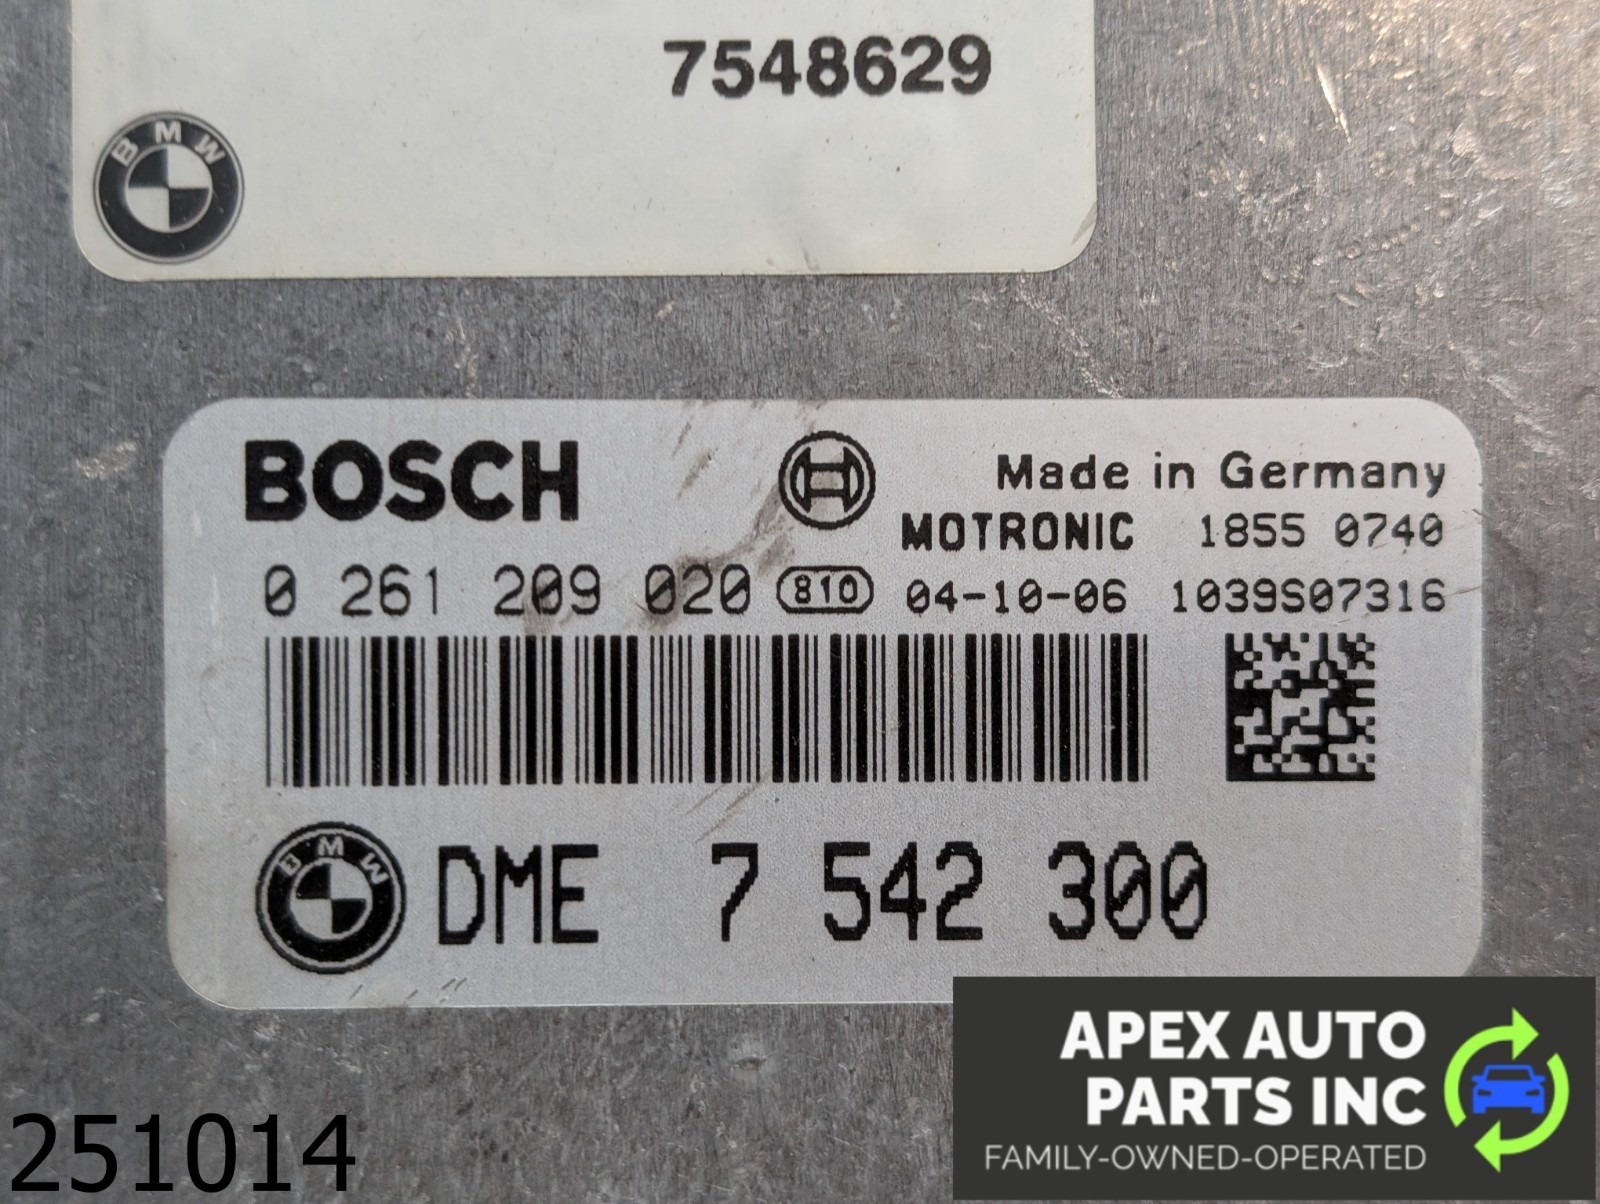 7548629
BMW
BOSCH
Made in Germany
MOTRONIC 1855 0740
0 261 209 020 810 04-10-06 1039S07316
BMW
DME 7 542 300
APEX AUTO
PARTS INC
FAMILY-OWNED-OPERATED
251014